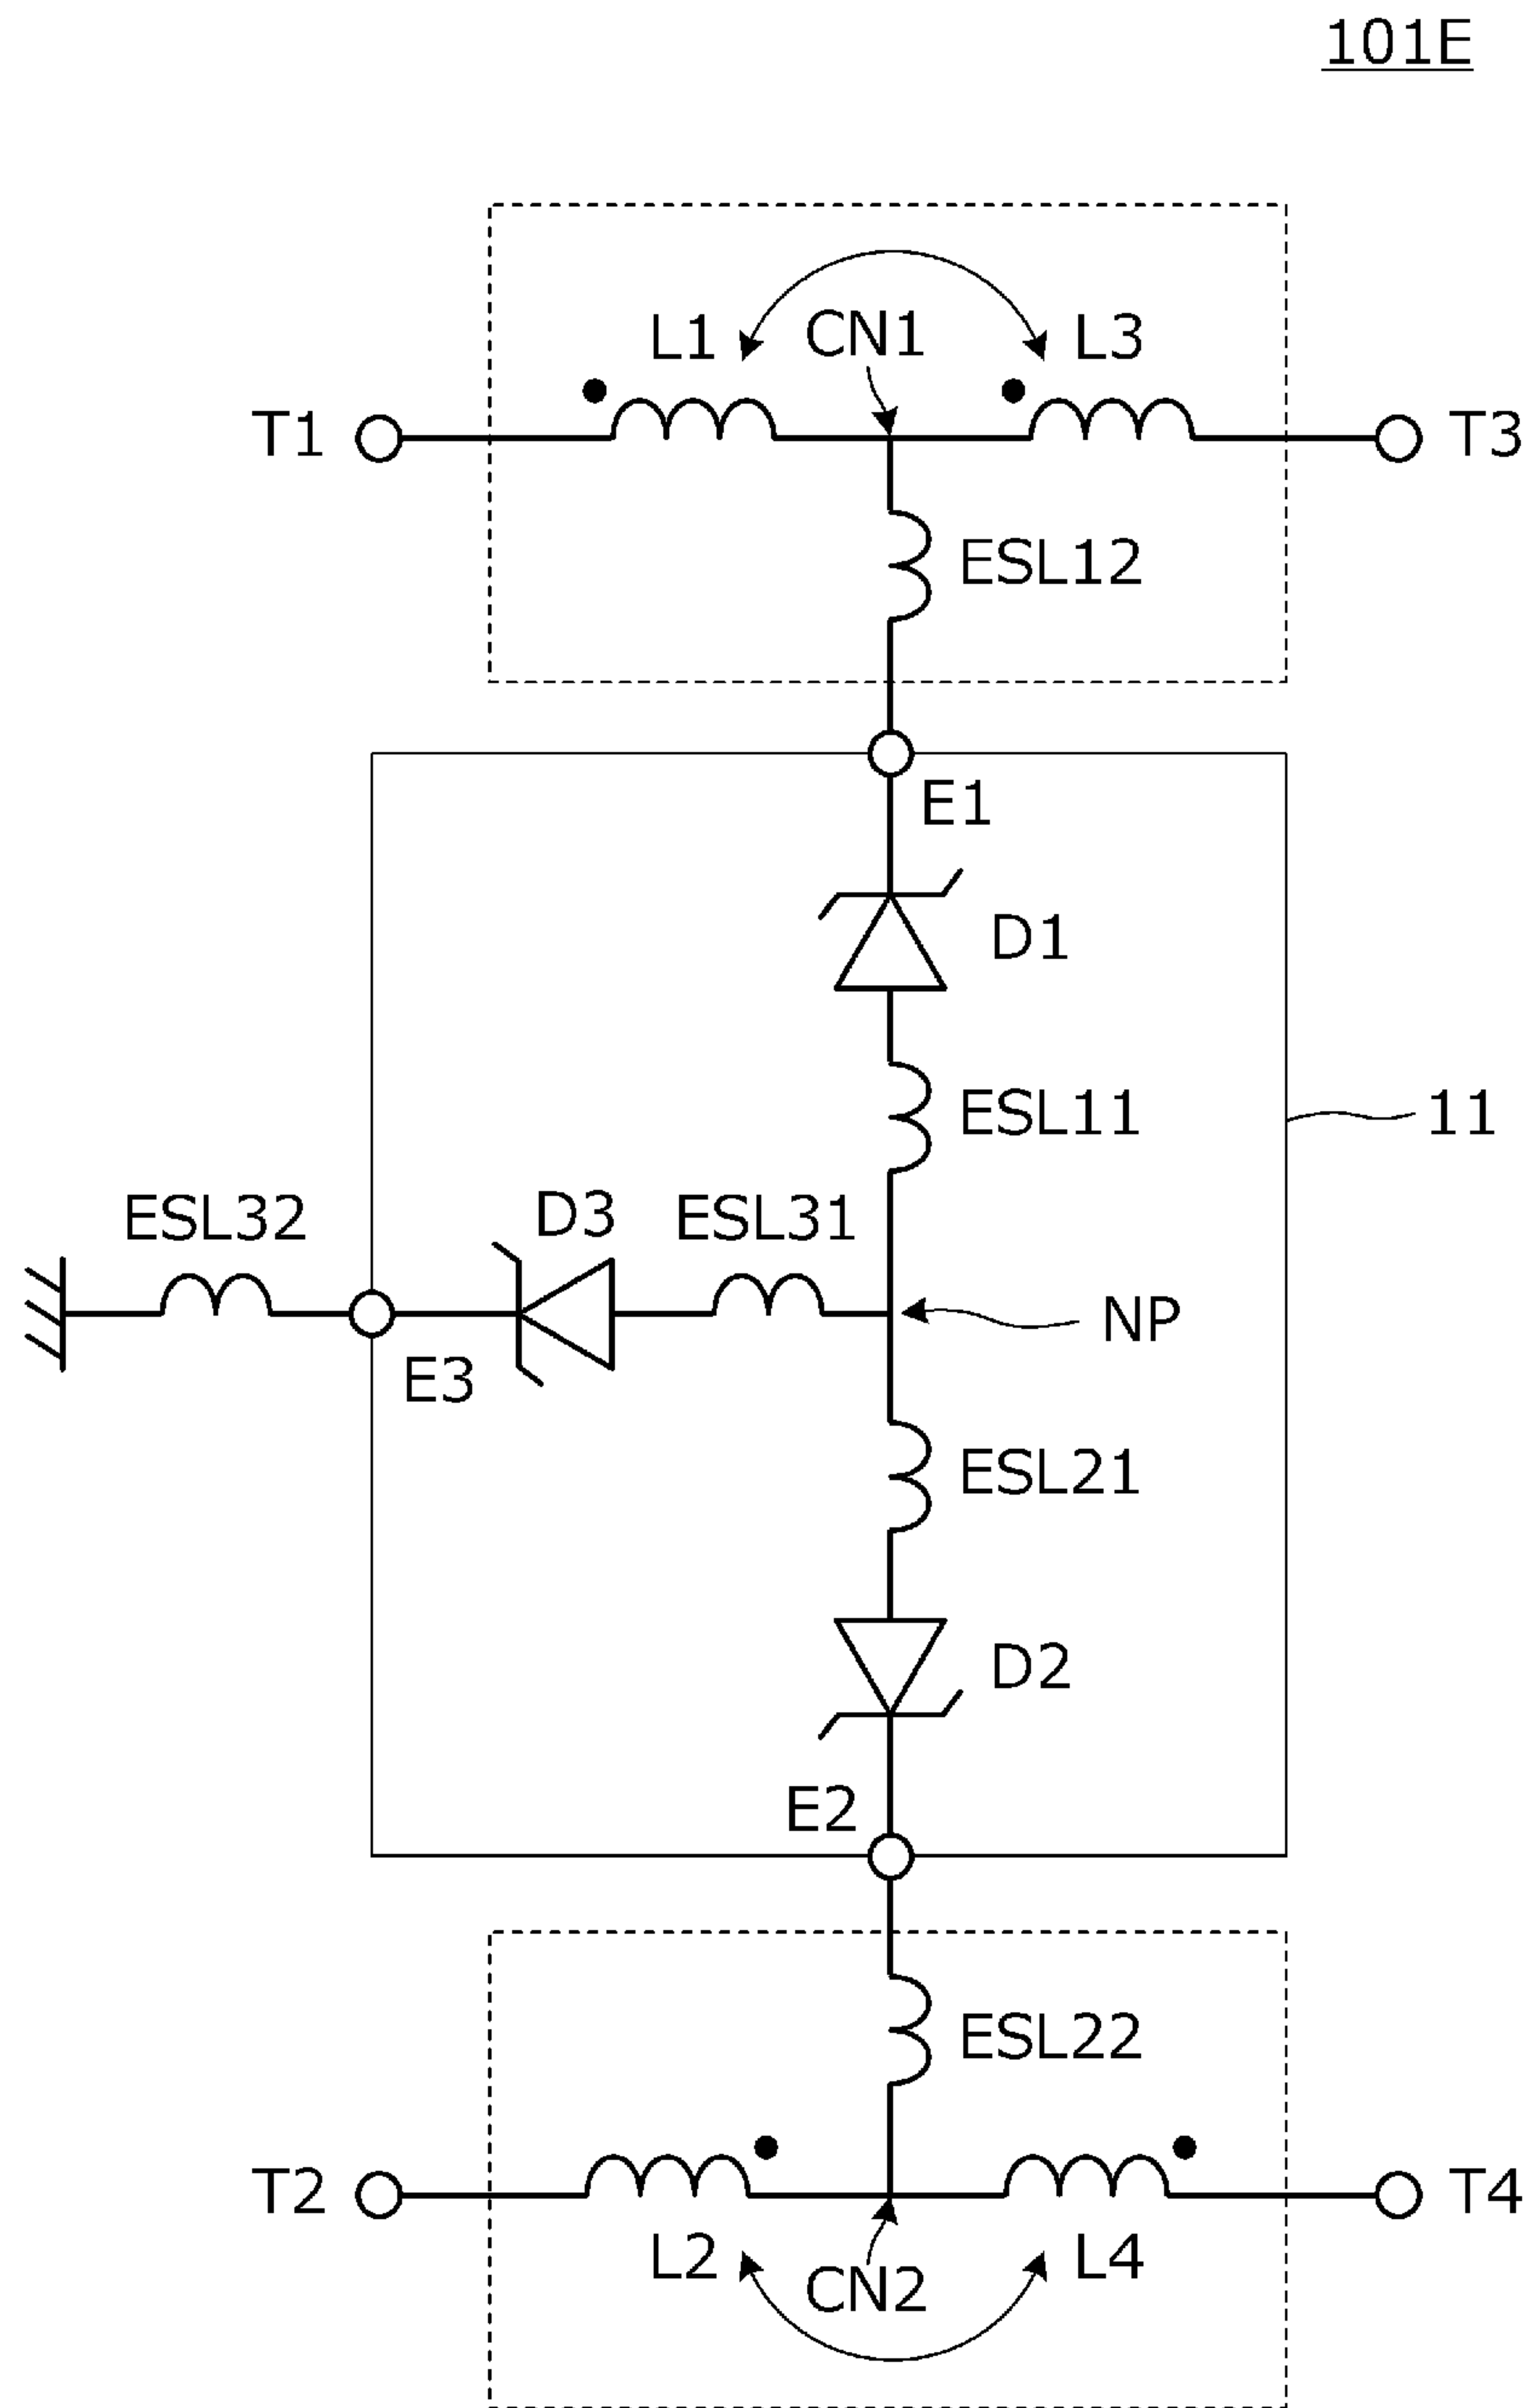 101E
L1
CN1
L3
T1
T3
ESL12
E1
D1
ESL11
11
ESL32
D3
ESL31
NP
E3
ESL21
D2
E2
ESL22
T2
T4
L2
CN2
L4